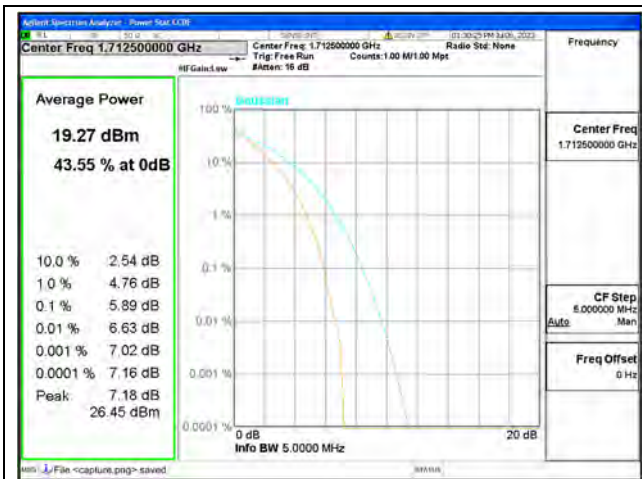 Agilent Spectrum Analyzer - Power Stat CCDF
Center Freq 1.712500000 GHz
Center Freq: 1.712500000 GHz
Radio Std: None
Trig: Free Run
Counts:1.00 M/1.00 Mpt
#IFGain:Low
#Atten: 16 dB
Frequency
Average Power
19.27 dBm
43.55 % at 0dB
10.0 % 2.54 dB
1.0 % 4.76 dB
0.1 % 5.89 dB
0.01 % 6.63 dB
0.001 % 7.02 dB
0.0001 % 7.16 dB
Peak 7.18 dB
26.45 dBm
Gaussian
100 %
10 %
1 %
0.1 %
0.01 %
0.001 %
0.0001 %
0 dB
20 dB
Info BW 5.0000 MHz
Center Freq
1.712500000 GHz
CF Step
5.000000 MHz
Auto Man
Freq Offset
0 Hz
MSG
File <capture.png> saved
STATUS